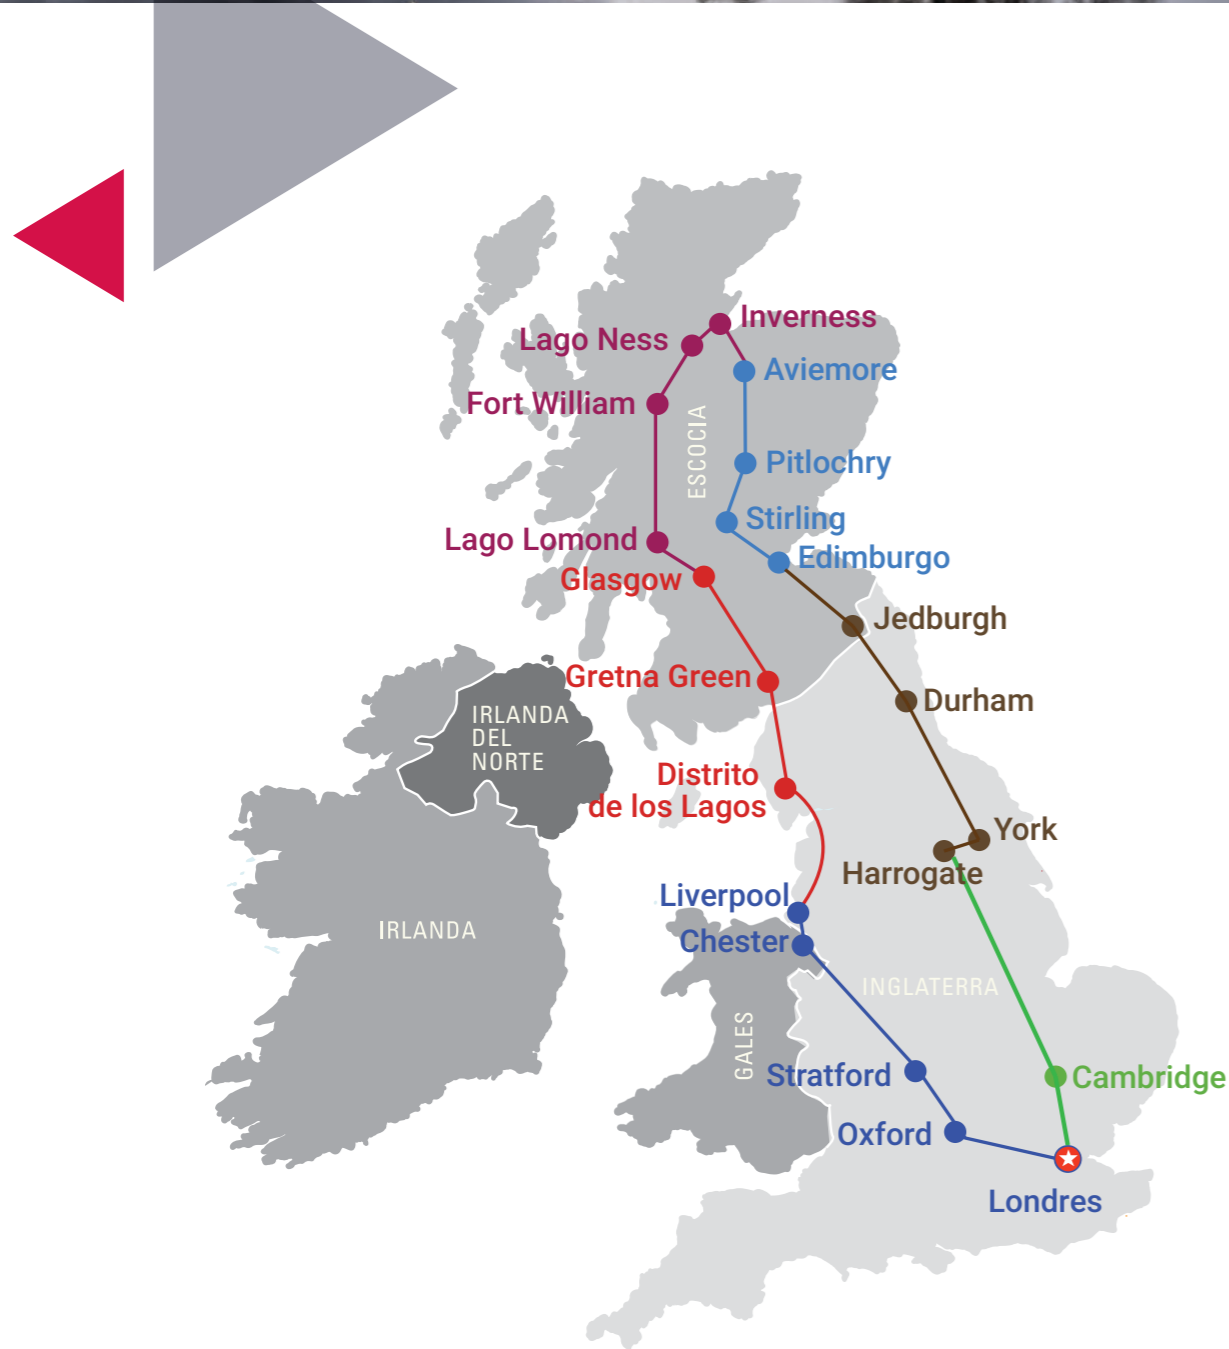 Inverness
Lago Ness
Aviemore
Fort William
ESCOCIA
Pitlochry
Stirling
Lago Lomond
Edimburgo
Glasgow
Jedburgh
Gretna Green
Durham
IRLANDA
DEL
NORTE
Distrito
de los Lagos
York
Harrogate
Liverpool
IRLANDA
Chester
INGLATERRA
GALES
Stratford
Cambridge
Oxford
Londres